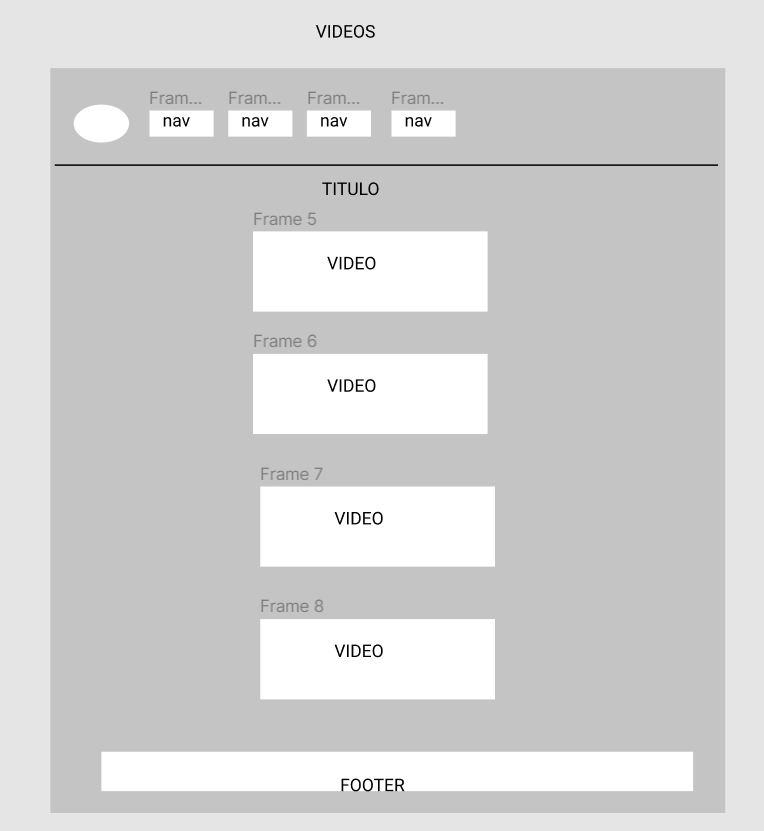 VIDEOS
Fram... Fram... Fram... Fram...
nav nav nav nav
TITULO
Frame 5
VIDEO
Frame 6
VIDEO
Frame 7
VIDEO
Frame 8
VIDEO
FOOTER